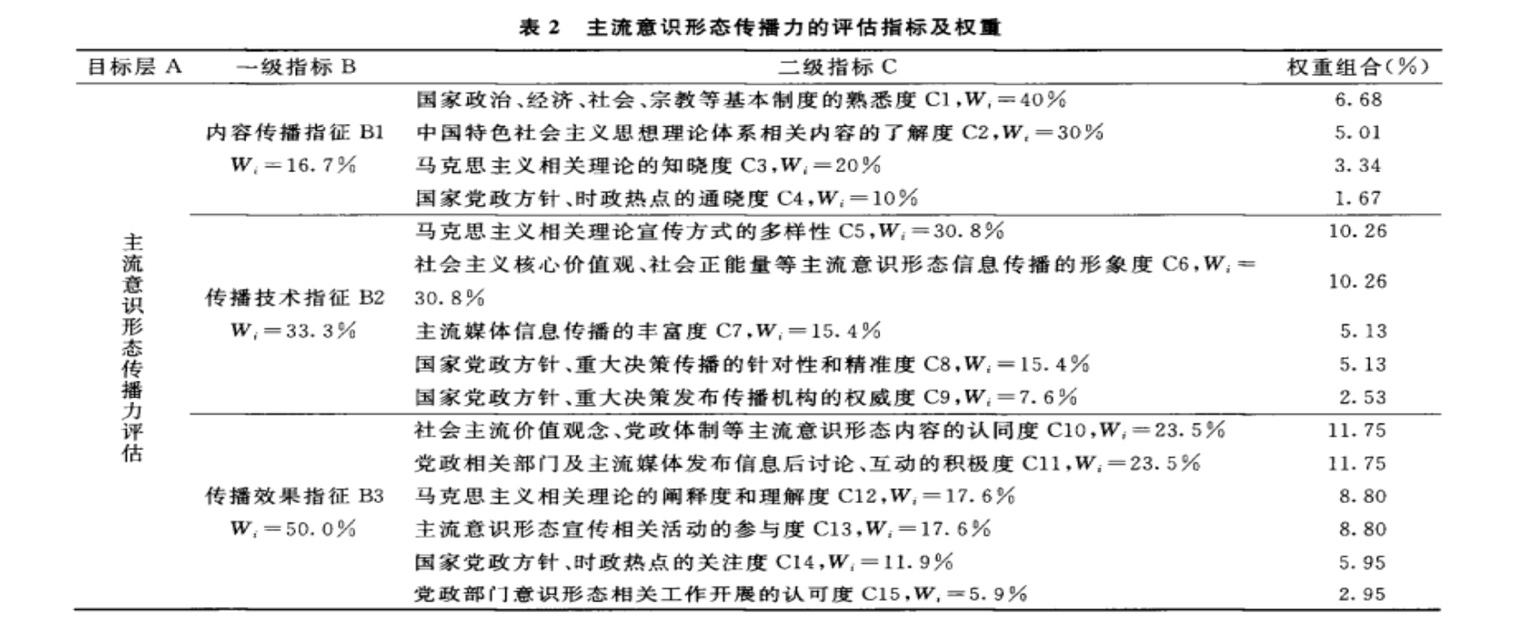 表 2 主流意识形态传播力的评估指标及权重
目标层 A 一级指标 B 二级指标 C 权重组合(%)
国家政治、经济、社会、宗教等基本制度的熟悉度 C1,Wi=40% 6.68
内容传播指征 B1 中国特色社会主义思想理论体系相关内容的了解度 C2,Wi=30% 5.01
Wi=16.7% 马克思主义相关理论的知晓度 C3,Wi=20% 3.34
国家党政方针、时政热点的通晓度 C4,Wi=10% 1.67
主流意识形态传播力评估
马克思主义相关理论宣传方式的多样性 C5,Wi=30.8% 10.26
社会主义核心价值观、社会正能量等主流意识形态信息传播的形象度 C6,Wi=
传播技术指征 B2 30.8% 10.26
Wi=33.3% 主流媒体信息传播的丰富度 C7,Wi=15.4% 5.13
国家党政方针、重大决策传播的针对性和精准度 C8,Wi=15.4% 5.13
国家党政方针、重大决策发布传播机构的权威度 C9,Wi=7.6% 2.53
社会主流价值观念、党政体制等主流意识形态内容的认同度 C10,Wi=23.5% 11.75
党政相关部门及主流媒体发布信息后讨论、互动的积极度 C11,Wi=23.5% 11.75
传播效果指征 B3 马克思主义相关理论的阐释度和理解度 C12,Wi=17.6% 8.80
Wi=50.0% 主流意识形态宣传相关活动的参与度 C13,Wi=17.6% 8.80
国家党政方针、时政热点的关注度 C14,Wi=11.9% 5.95
党政部门意识形态相关工作开展的认可度 C15,Wi=5.9% 2.95